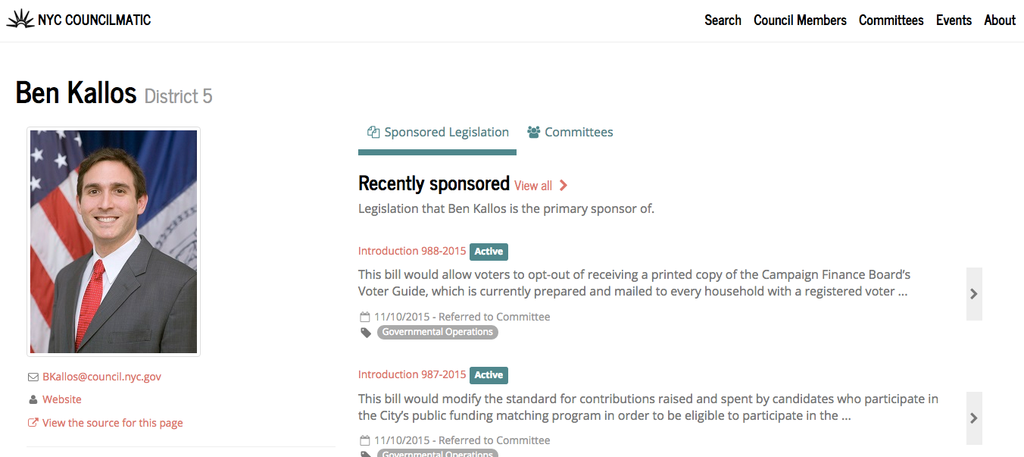 NYC COUNCILMATIC
Search Council Members Committees Events About
Ben Kallos District 5
Sponsored Legislation Committees
Recently sponsored View all
Legislation that Ben Kallos is the primary sponsor of.
Introduction 988-2015 Active
This bill would allow voters to opt-out of receiving a printed copy of the Campaign Finance Board's
Voter Guide, which is currently prepared and mailed to every household with a registered voter ...
11/10/2015 - Referred to Committee
Governmental Operations
Introduction 987-2015 Active
This bill would modify the standard for contributions raised and spent by candidates who participate in
the City's public funding matching program in order to be eligible to participate in the ...
11/10/2015 - Referred to Committee
Governmental Operations
BKallos@council.nyc.gov
Website
View the source for this page